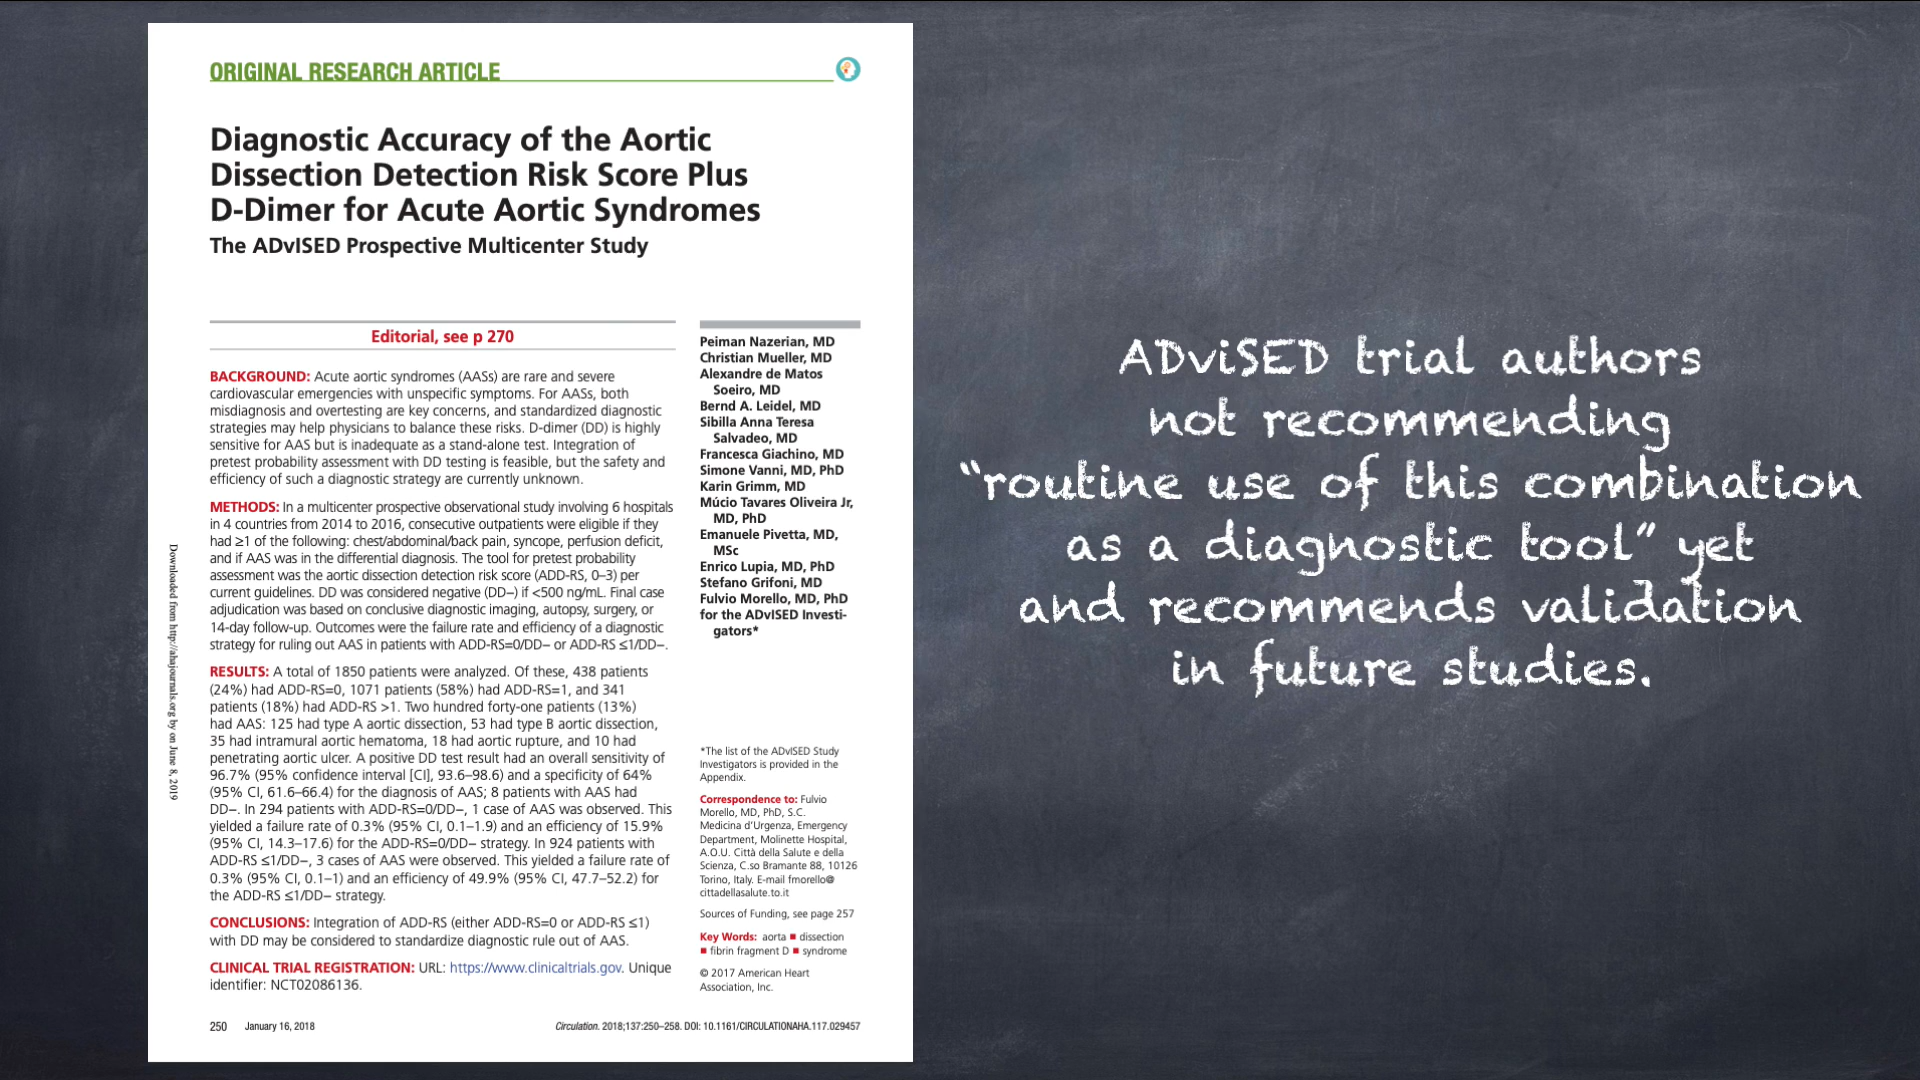 ORIGINAL RESEARCH ARTICLE
Diagnostic Accuracy of the Aortic
Dissection Detection Risk Score Plus
D-Dimer for Acute Aortic Syndromes
The ADvISED Prospective Multicenter Study
Editorial, see p 270
BACKGROUND: Acute aortic syndromes (AASs) are rare and severe
cardiovascular emergencies with unspecific symptoms. For AASs, both
misdiagnosis and overtesting are key concerns, and standardized diagnostic
strategies may help physicians to balance these risks. D-dimer (DD) is highly
sensitive for AAS but is inadequate as a stand-alone test. Integration of
pretest probability assessment with DD testing is feasible, but the safety and
efficiency of such a diagnostic strategy are currently unknown.
METHODS: In a multicenter prospective observational study involving 6 hospitals
in 4 countries from 2014 to 2016, consecutive outpatients were eligible if they
had ≥1 of the following: chest/abdominal/back pain, syncope, perfusion deficit,
and if AAS was in the differential diagnosis. The tool for pretest probability
assessment was the aortic dissection detection risk score (ADD-RS, 0–3) per
current guidelines. DD was considered negative (DD−) if <500 ng/mL. Final case
adjudication was based on conclusive diagnostic imaging, autopsy, surgery, or
14-day follow-up. Outcomes were the failure rate and efficiency of a diagnostic
strategy for ruling out AAS in patients with ADD-RS=0/DD− or ADD-RS ≤1/DD−.
RESULTS: A total of 1850 patients were analyzed. Of these, 438 patients
(24%) had ADD-RS=0, 1071 patients (58%) had ADD-RS=1, and 341
patients (18%) had ADD-RS >1. Two hundred forty-one patients (13%)
had AAS: 125 had type A aortic dissection, 53 had type B aortic dissection,
35 had intramural aortic hematoma, 18 had aortic rupture, and 10 had
penetrating aortic ulcer. A positive DD test result had an overall sensitivity of
96.7% (95% confidence interval [CI], 93.6–98.6) and a specificity of 64%
(95% CI, 61.6–66.4) for the diagnosis of AAS; 8 patients with AAS had
DD−. In 294 patients with ADD-RS=0/DD−, 1 case of AAS was observed. This
yielded a failure rate of 0.3% (95% CI, 0.1–1.9) and an efficiency of 15.9%
(95% CI, 14.3–17.6) for the ADD-RS=0/DD− strategy. In 924 patients with
ADD-RS ≤1/DD−, 3 cases of AAS were observed. This yielded a failure rate of
0.3% (95% CI, 0.1–1) and an efficiency of 49.9% (95% CI, 47.7–52.2) for
the ADD-RS ≤1/DD− strategy.
CONCLUSIONS: Integration of ADD-RS (either ADD-RS=0 or ADD-RS ≤1)
with DD may be considered to standardize diagnostic rule out of AAS.
CLINICAL TRIAL REGISTRATION: URL: https://www.clinicaltrials.gov. Unique
identifier: NCT02086136.
Peiman Nazerian, MD
Christian Mueller, MD
Alexandre de Matos
Soeiro, MD
Bernd A. Leidel, MD
Sibilla Anna Teresa
Salvadeo, MD
Francesca Giachino, MD
Simone Vanni, MD, PhD
Karin Grimm, MD
Múcio Tavares Oliveira Jr,
MD, PhD
Emanuele Pivetta, MD,
MSc
Enrico Lupia, MD, PhD
Stefano Grifoni, MD
Fulvio Morello, MD, PhD
for the ADvISED Investi-
gators*
*The list of the ADvISED Study
Investigators is provided in the
Appendix.
Correspondence to: Fulvio
Morello, MD, PhD, S.C.
Medicina d'Urgenza, Emergency
Department, Molinette Hospital,
A.O.U. Città della Salute e della
Scienza, C.so Bramante 88, 10126
Torino, Italy. E-mail fmorello@
cittadellasalute.to.it
Sources of Funding, see page 257
Key Words: aorta ■ dissection
■ fibrin fragment D ■ syndrome
© 2017 American Heart
Association, Inc.
250 January 16, 2018
Circulation. 2018;137:250–258. DOI: 10.1161/CIRCULATIONAHA.117.029457
Downloaded from http://ahajournals.org by on June 8, 2019
ADviSED trial authors
not recommending
“routine use of this combination
as a diagnostic tool” yet
and recommends validation
in future studies.